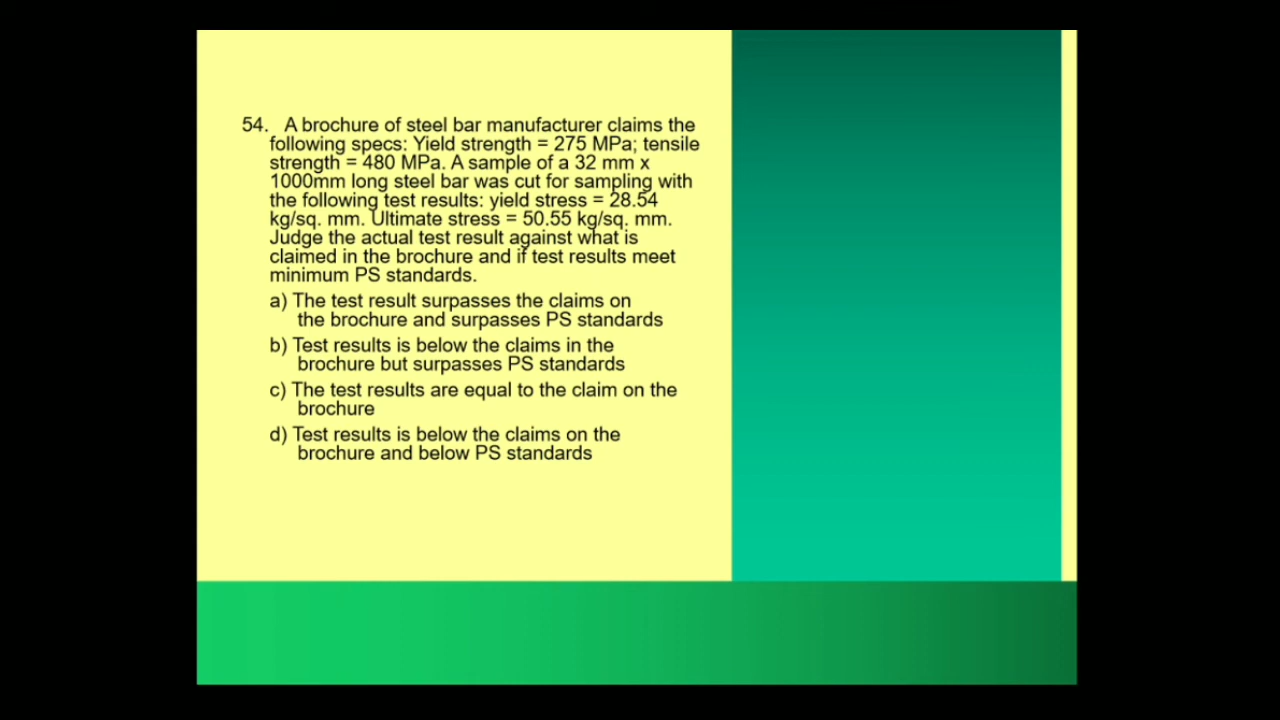 54. A brochure of steel bar manufacturer claims the
following specs: Yield strength = 275 MPa; tensile
strength = 480 MPa. A sample of a 32 mm x
1000mm long steel bar was cut for sampling with
the following test results: yield stress = 28.54
kg/sq. mm. Ultimate stress = 50.55 kg/sq. mm.
Judge the actual test result against what is
claimed in the brochure and if test results meet
minimum PS standards.
a) The test result surpasses the claims on
the brochure and surpasses PS standards
b) Test results is below the claims in the
brochure but surpasses PS standards
c) The test results are equal to the claim on the
brochure
d) Test results is below the claims on the
brochure and below PS standards